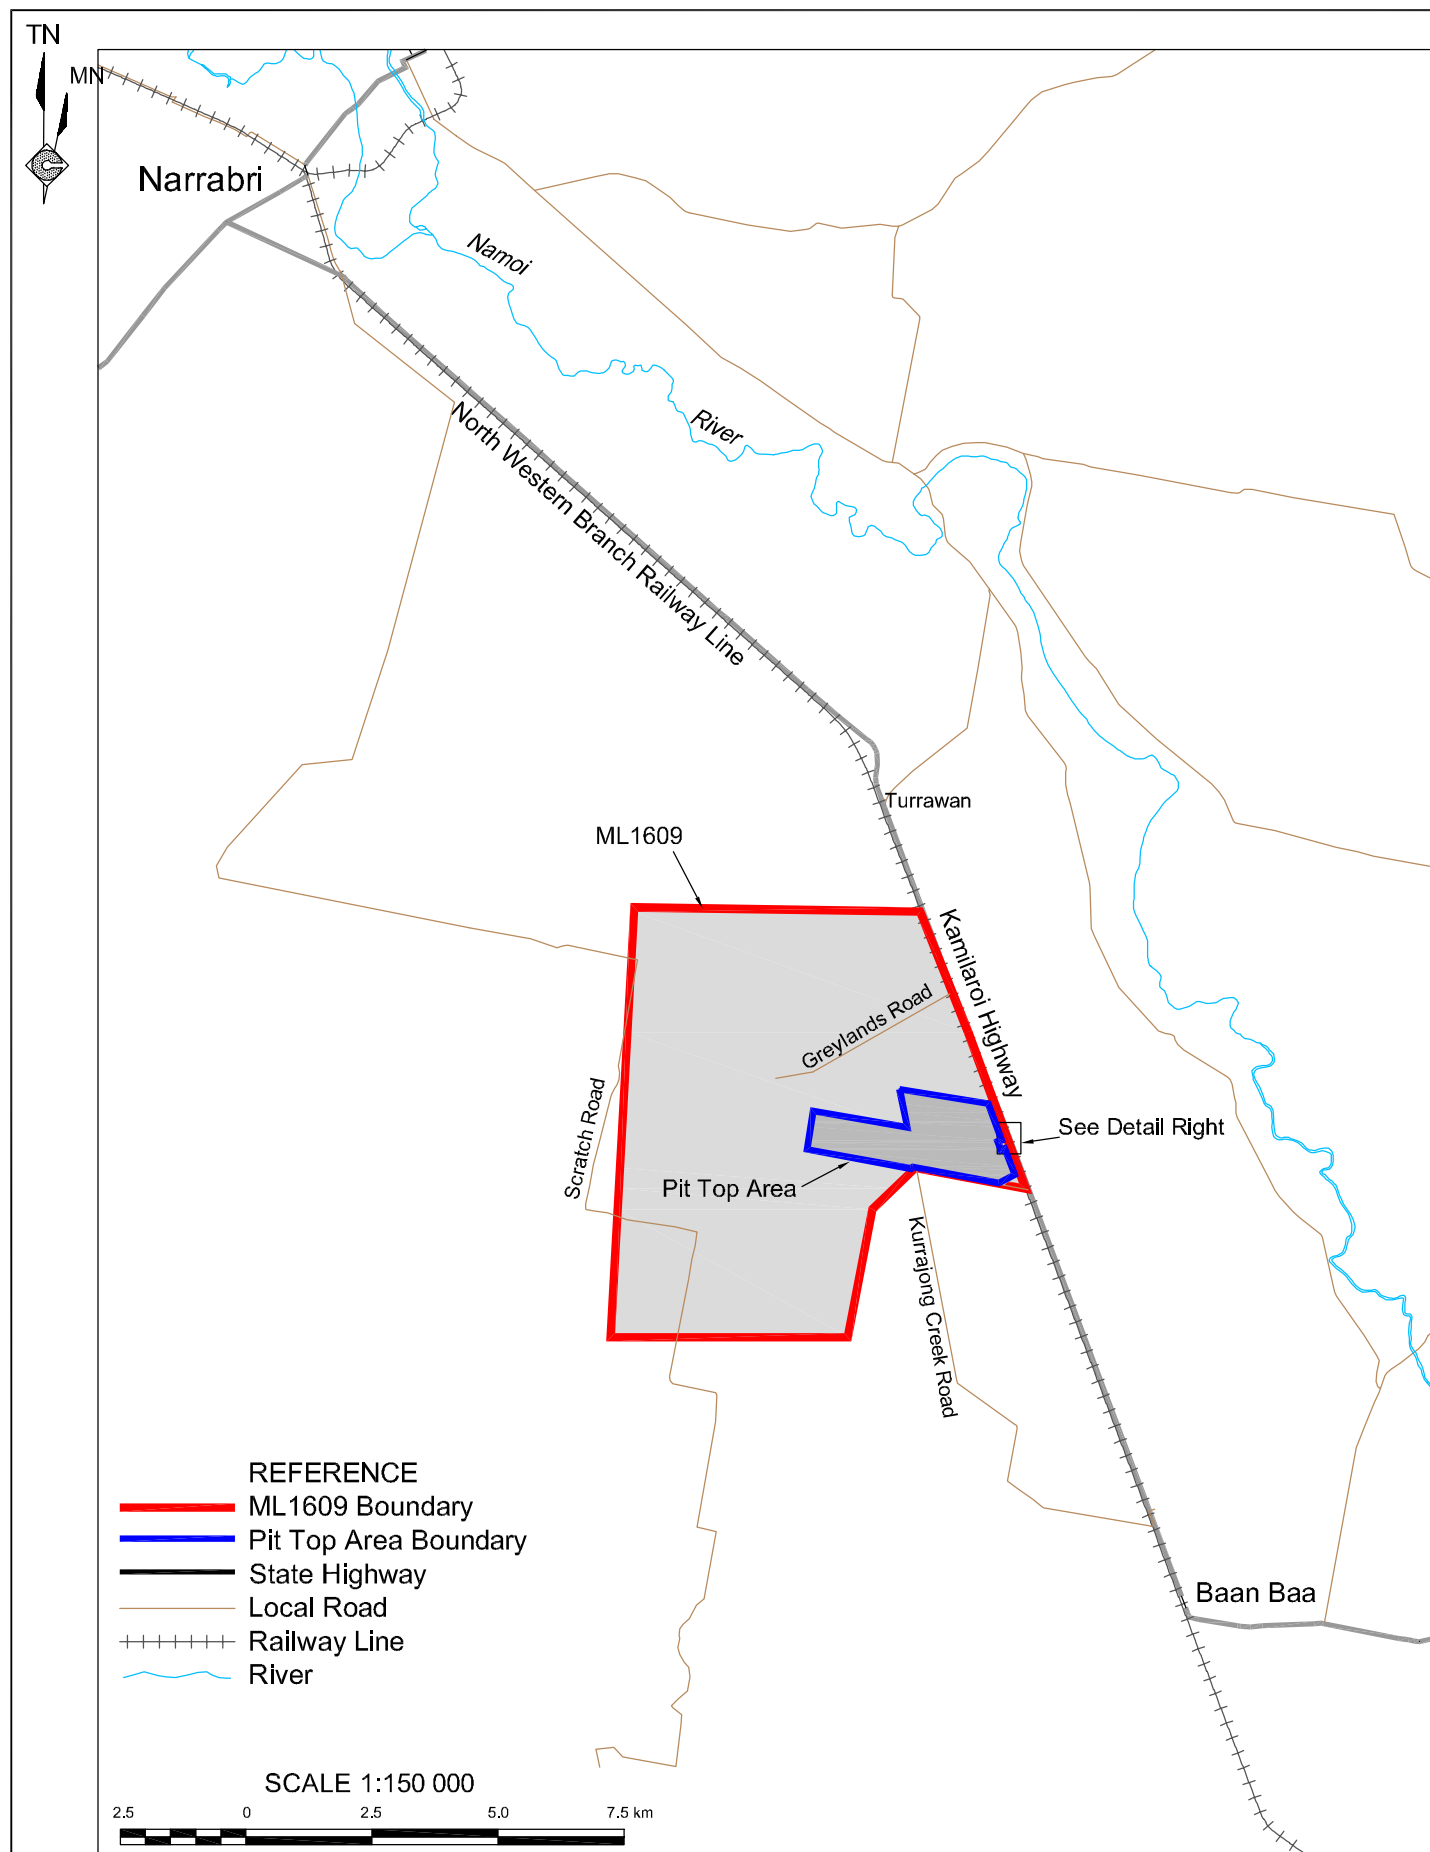 TN
MN
Narrabri
Namoi
River
North Western Branch Railway Line
Turrawan
ML1609
Kamilaroi Highway
Greylands Road
Scratch Road
See Detail Right
Pit Top Area
Kurrajong Creek Road
REFERENCE
ML1609 Boundary
Pit Top Area Boundary
State Highway
Local Road
Railway Line
River
Baan Baa
SCALE 1:150 000
2.5 0 2.5 5.0 7.5 km